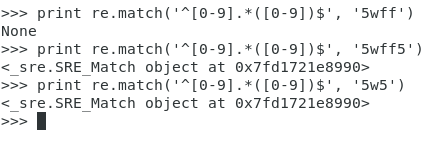 >>> print re.match('^[0-9].*([0-9])$', '5wff')
None
>>> print re.match('^[0-9].*([0-9])$', '5wff5')
<_sre.SRE_Match object at 0x7fd1721e8990>
>>> print re.match('^[0-9].*([0-9])$', '5w5')
<_sre.SRE_Match object at 0x7fd1721e8990>
>>>